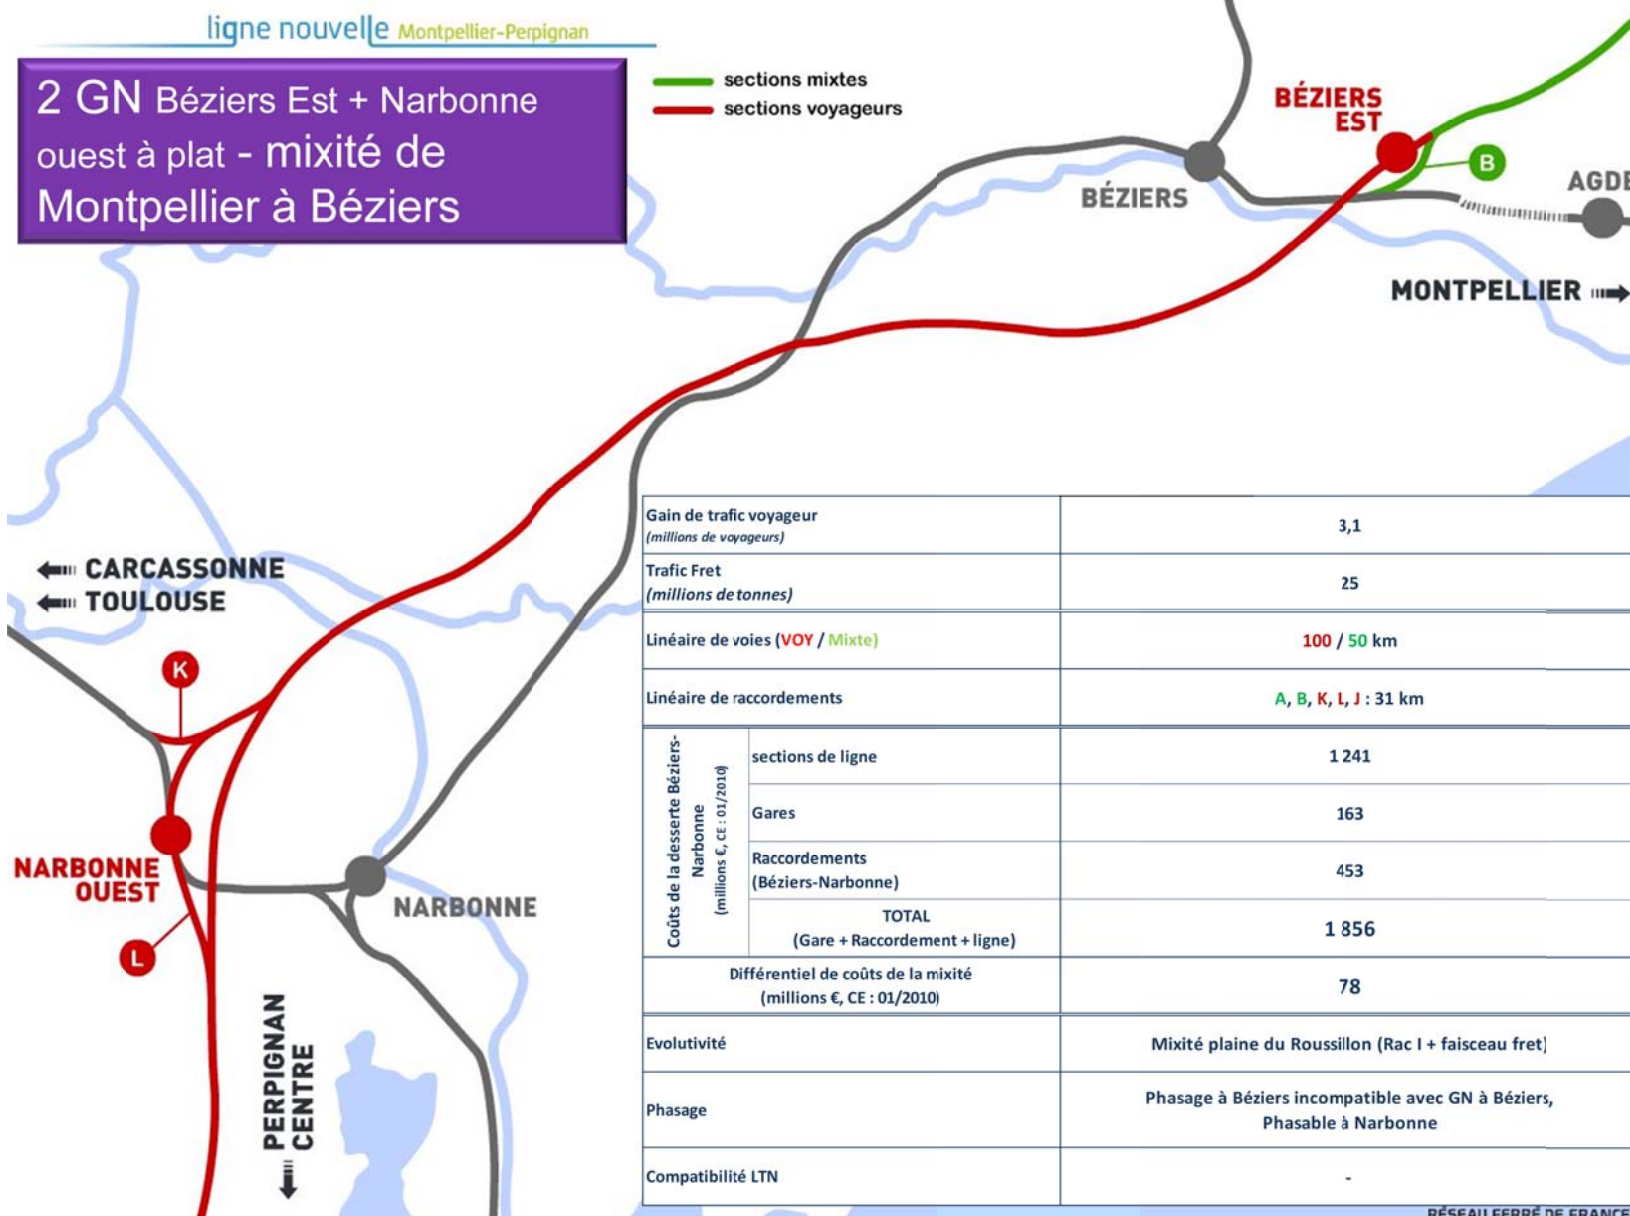 ligne nouvelle Montpellier-Perpignan
2 GN Béziers Est + Narbonne
ouest à plat - mixité de
Montpellier à Béziers
sections mixtes
sections voyageurs
BÉZIERS
EST
B
AGDE
BÉZIERS
MONTPELLIER
CARCASSONNE
TOULOUSE
K
NARBONNE
OUEST
NARBONNE
L
PERPIGNAN
CENTRE
Gain de trafic voyageur
(millions de voyageurs)
3,1
Trafic Fret
(millions de tonnes)
25
Linéaire de voies (VOY / Mixte)
100 / 50 km
Linéaire de raccordements
A, B, K, L, J : 31 km
Coûts de la desserte Béziers-
Narbonne
(millions €, CE : 01/2010)
sections de ligne
1 241
Gares
163
Raccordements
(Béziers-Narbonne)
453
TOTAL
(Gare + Raccordement + ligne)
1 856
Différentiel de coûts de la mixité
(millions €, CE : 01/2010)
78
Evolutivité
Mixité plaine du Roussillon (Rac I + faisceau fret)
Phasage
Phasage à Béziers incompatible avec GN à Béziers,
Phasable à Narbonne
Compatibilité LTN
-
RÉSEAU FERRÉ DE FRANCE